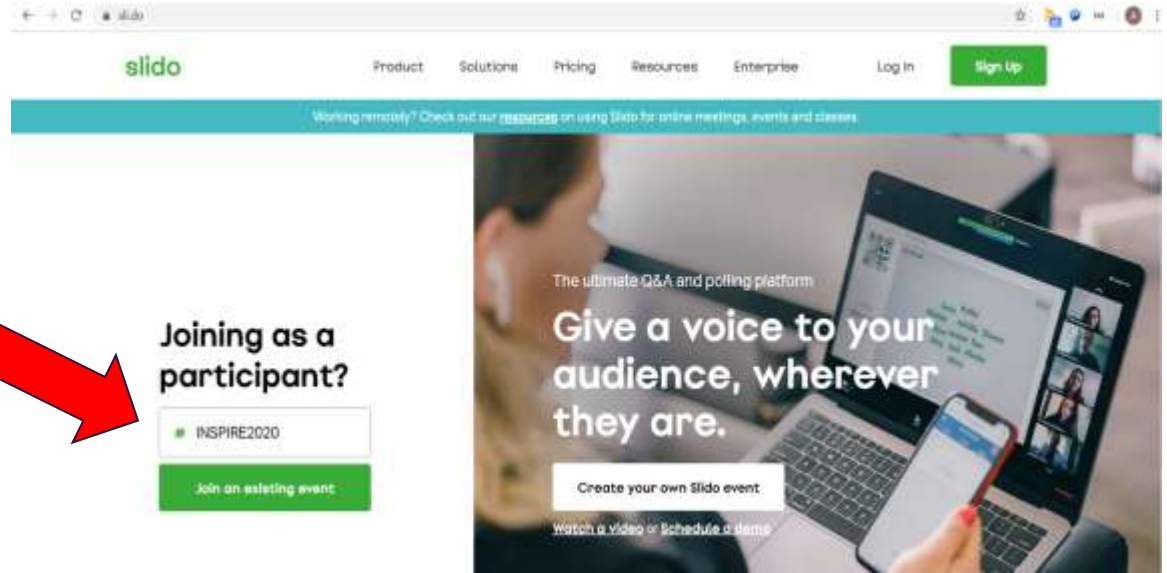 slido
slido
Product Solutions Pricing Resources Enterprise Log In Sign Up
Working remotely? Check out our resources on using Slido for online meetings, events and classes.
The ultimate Q&A and polling platform
Give a voice to your
audience, wherever
they are.
Joining as a
participant?
# INSPIRE2020
Join an existing event
Create your own Slido event
Watch a video or Schedule a demo